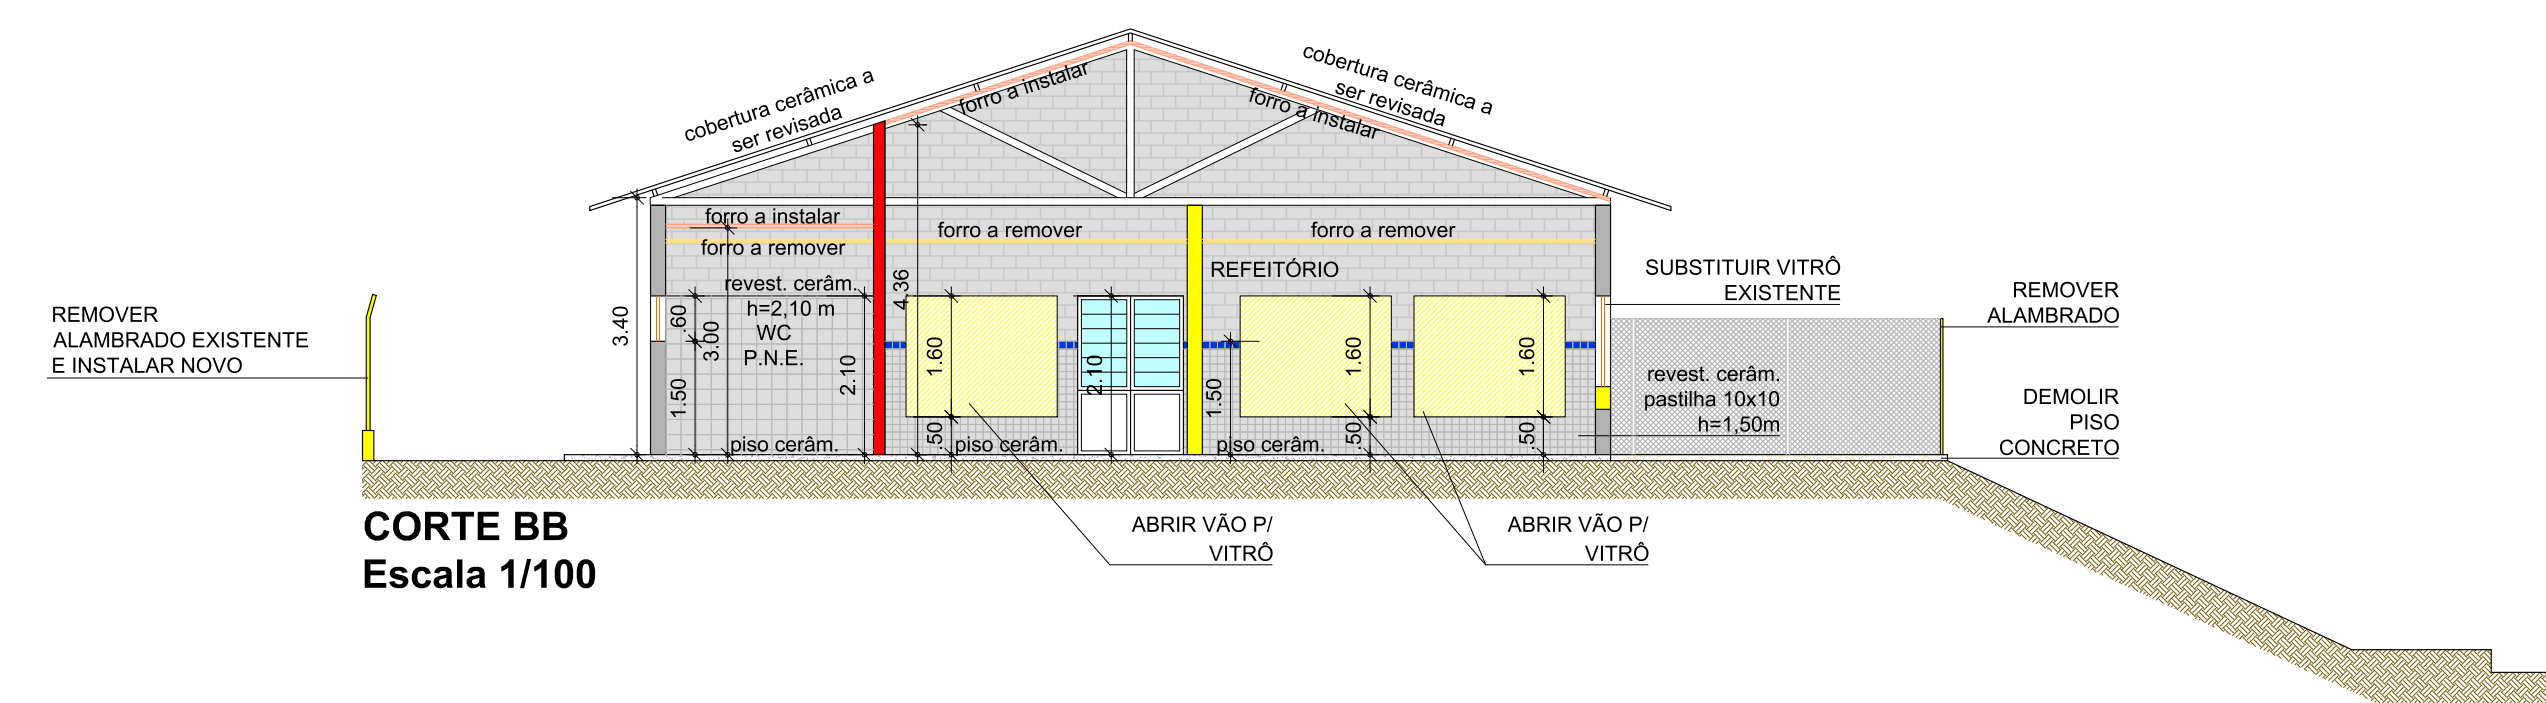 cobertura cerâmica a
ser revisada
forro a instalar
cobertura cerâmica a
ser revisada
forro a instalar
forro a instalar
forro a remover
forro a remover
forro a remover
REFEITÓRIO
revest. cerâm.
h=2,10 m
WC
P.N.E.
3.40
.60
1.50
3.00
2.10
4.36
1.60
.50
2.10
1.50
1.60
.50
1.60
.50
piso cerâm.
piso cerâm.
piso cerâm.
REMOVER
ALAMBRADO EXISTENTE
E INSTALAR NOVO
SUBSTITUIR VITRÔ
EXISTENTE
REMOVER
ALAMBRADO
revest. cerâm.
pastilha 10x10
h=1,50m
DEMOLIR
PISO
CONCRETO
ABRIR VÃO P/
VITRÔ
ABRIR VÃO P/
VITRÔ
CORTE BB
Escala 1/100